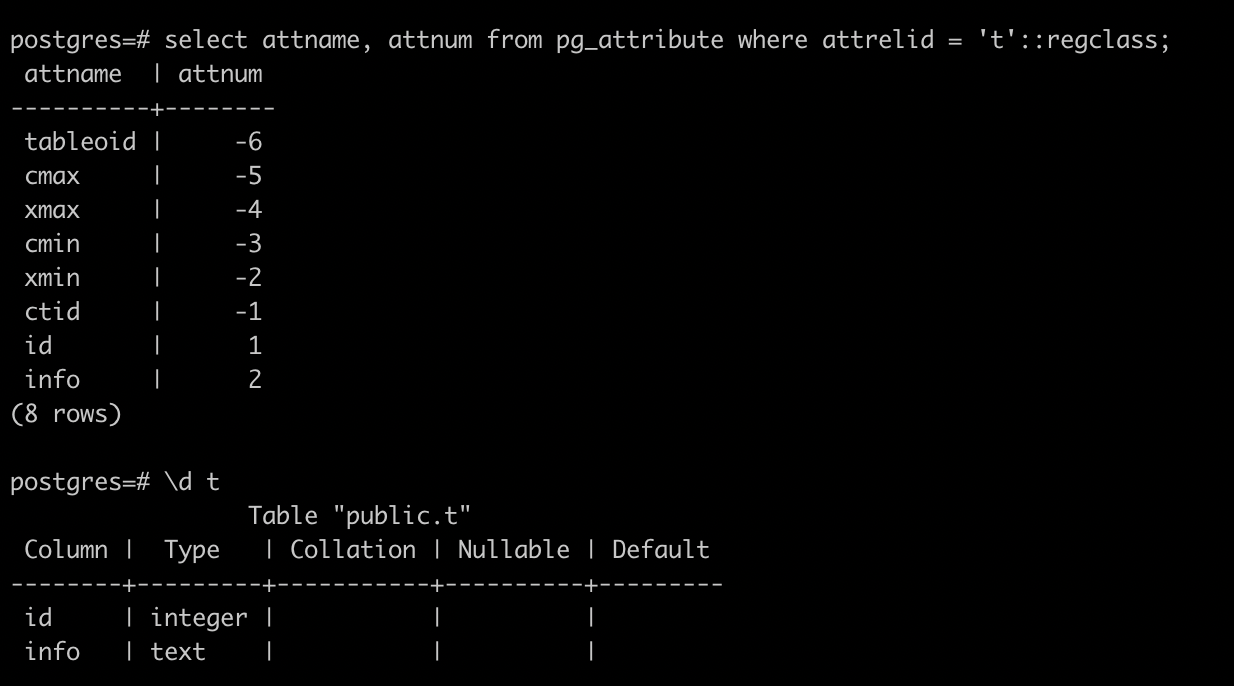 postgres=# select attname, attnum from pg_attribute where attrelid = 't'::regclass;
 attname  | attnum
----------+--------
 tableoid |     -6
 cmax     |     -5
 xmax     |     -4
 cmin     |     -3
 xmin     |     -2
 ctid     |     -1
 id       |      1
 info     |      2
(8 rows)

postgres=# \d t
                 Table "public.t"
 Column |  Type   | Collation | Nullable | Default
--------+---------+-----------+----------+---------
 id     | integer |           |          |
 info   | text    |           |          |